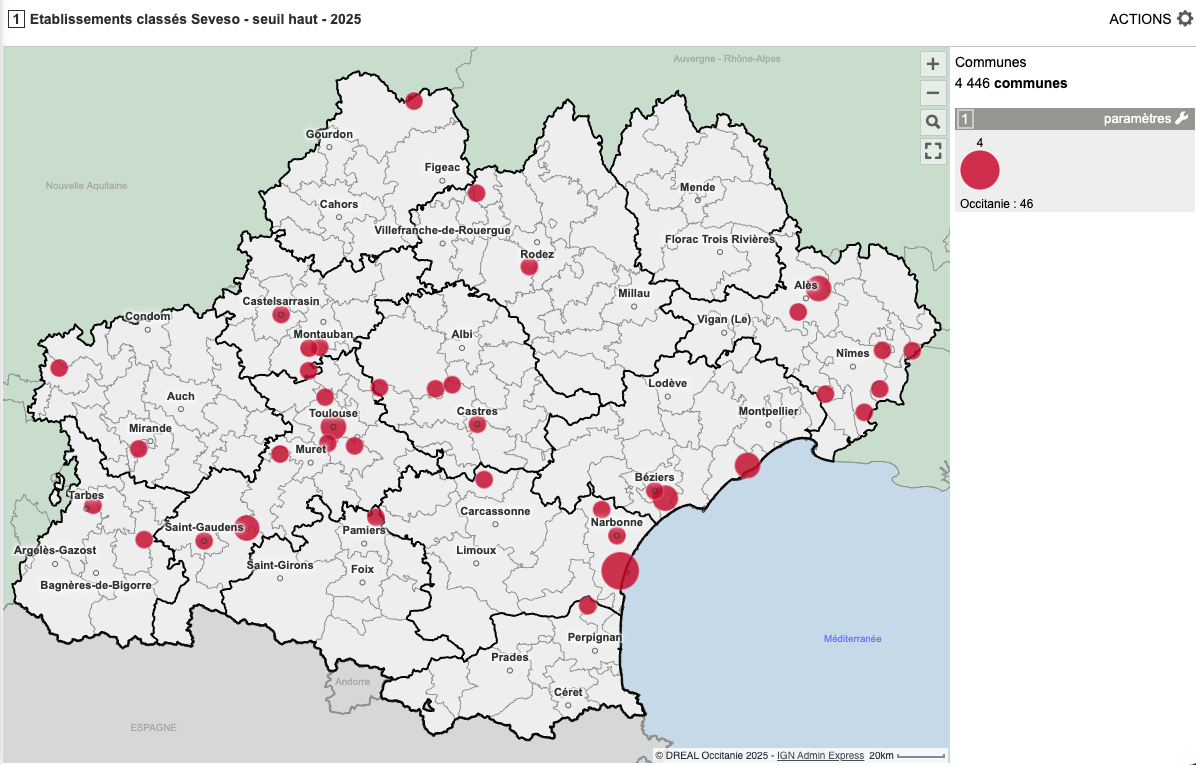 1 Etablissements classés Seveso - seuil haut - 2025
ACTIONS
Auvergne - Rhône-Alpes
Communes
4 446 communes
1 paramètres
4
Occitanie : 46
Gourdon
Figeac
Nouvelle Aquitaine
Mende
Cahors
Villefranche-de-Rouergue
Florac Trois Rivières
Rodez
Alès
Millau
Castelsarrasin
Condom
Vigan (Le)
Montauban
Albi
Nîmes
Lodève
Auch
Castres
Montpellier
Toulouse
Mirande
Muret
Béziers
Tarbes
Carcassonne
Narbonne
Saint-Gaudens
Pamiers
Argelès-Gazost
Limoux
Saint-Girons
Foix
Bagnères-de-Bigorre
Perpignan
Méditerranée
Prades
Andorre
Céret
ESPAGNE
© DREAL Occitanie 2025 - IGN Admin Express 20km